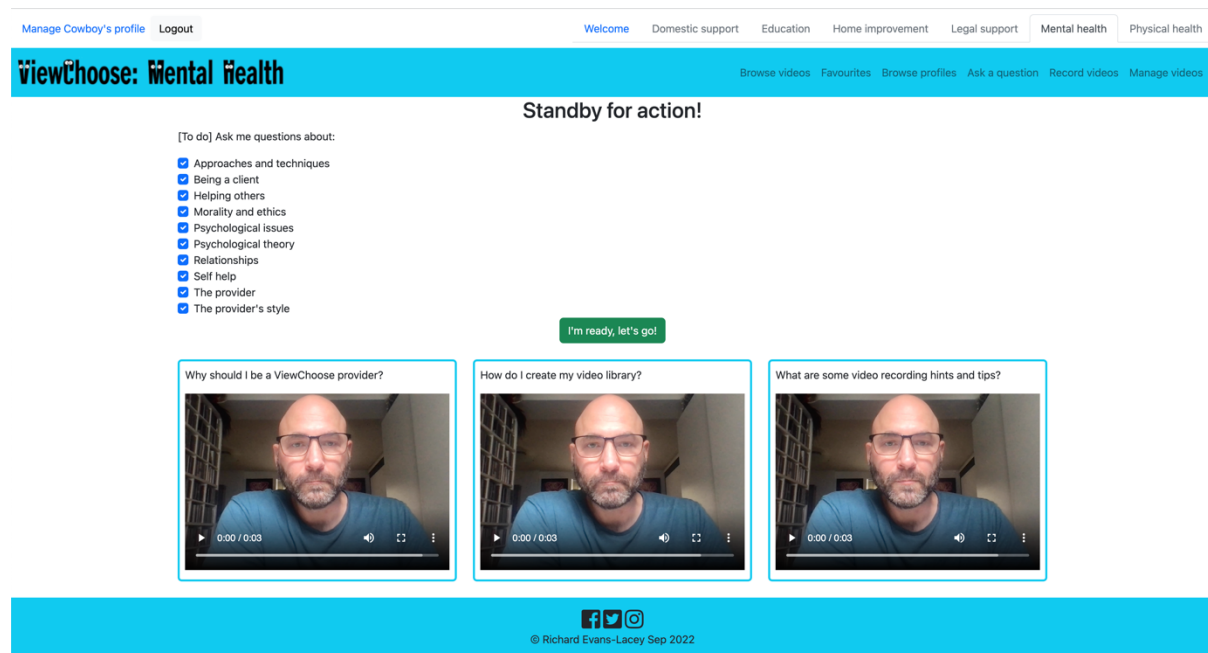 Manage Cowboy's profile Logout Welcome Domestic support Education Home improvement Legal support Mental health Physical health
ViewChoose: Mental Health Browse videos Favourites Browse profiles Ask a question Record videos Manage videos
Standby for action!
[To do] Ask me questions about:
Approaches and techniques
Being a client
Helping others
Morality and ethics
Psychological issues
Psychological theory
Relationships
Self help
The provider
The provider's style
I'm ready, let's go!
Why should I be a ViewChoose provider? How do I create my video library? What are some video recording hints and tips?
0:00 / 0:03 0:00 / 0:03 0:00 / 0:03
© Richard Evans-Lacey Sep 2022